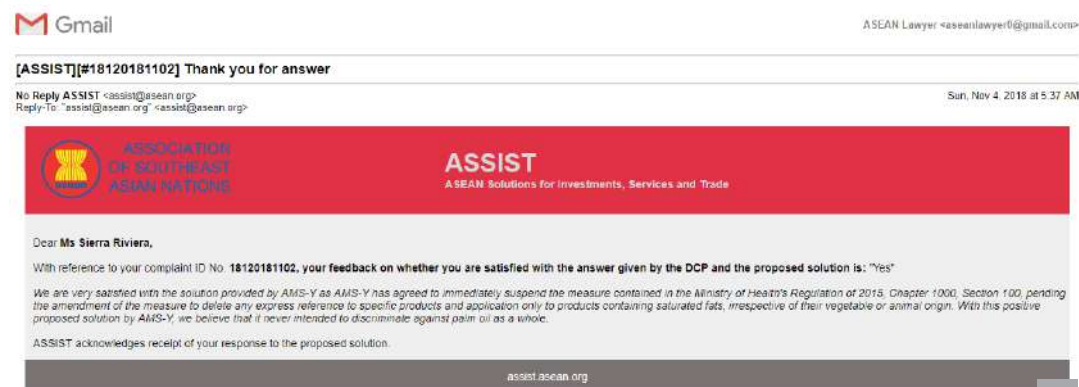 Gmail
ASEAN Lawyer <aseanlawyer0@gmail.com>
[ASSIST][#18120181102] Thank you for answer
No Reply ASSIST <assist@asean.org>
Sun, Nov 4, 2018 at 5:37 AM
Reply-To: "assist@asean.org" <assist@asean.org>
ASSOCIATION
OF SOUTHEAST
ASIAN NATIONS
asean
ASSIST
ASEAN Solutions for Investments, Services and Trade
Dear Ms Sierra Riviera,
With reference to your complaint ID No. 18120181102, your feedback on whether you are satisfied with the answer given by the DCP and the proposed solution is: "Yes"
We are very satisfied with the solution provided by AMS-Y as AMS-Y has agreed to immediately suspend the measure contained in the Ministry of Health's Regulation of 2015, Chapter 1000, Section 100, pending
the amendment of the measure to delete any express reference to specific products and application only to products containing saturated fats, irrespective of their vegetable or animal origin. With this positive
proposed solution by AMS-Y, we believe that it never intended to discriminate against palm oil as a whole.
ASSIST acknowledges receipt of your response to the proposed solution.
assist.asean.org